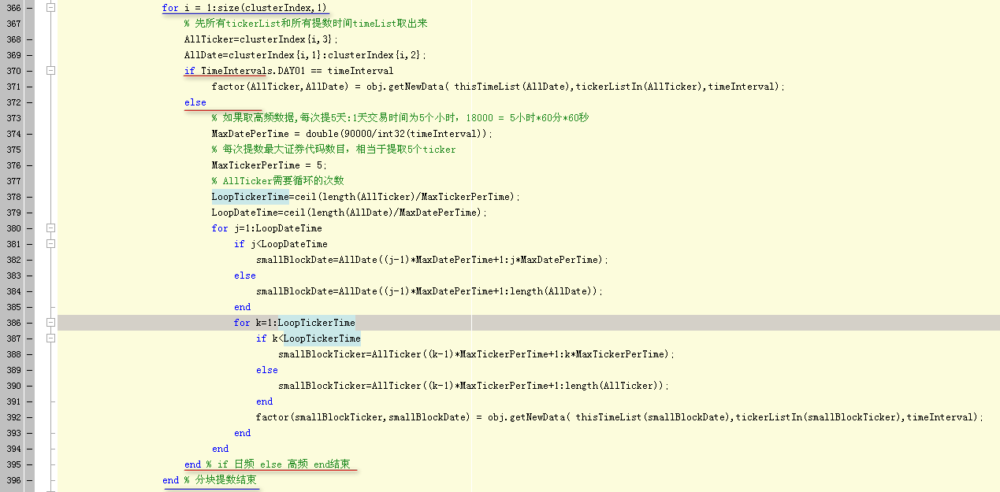 366 for i = 1:size(clusterIndex,1)
367 % 先所有tickerList和所有提数时间timeList取出来
368 AllTicker=clusterIndex{i,3};
369 AllDate=clusterIndex{i,1}:clusterIndex{i,2};
370 if TimeIntervals.DAY01 == timeInterval
371 factor(AllTicker,AllDate) = obj.getNewData( thisTimeList(AllDate),tickerListIn(AllTicker),timeInterval);
372 else
373 % 如果取高频数据,每次提5天:1天交易时间为5个小时，18000 = 5小时*60分*60秒
374 MaxDatePerTime = double(90000/int32(timeInterval));
375 % 每次提数最大证券代码数目，相当于提取5个ticker
376 MaxTickerPerTime = 5;
377 % AllTicker需要循环的次数
378 LoopTickerTime=ceil(length(AllTicker)/MaxTickerPerTime);
379 LoopDateTime=ceil(length(AllDate)/MaxDatePerTime);
380 for j=1:LoopDateTime
381 if j<LoopDateTime
382 smallBlockDate=AllDate((j-1)*MaxDatePerTime+1:j*MaxDatePerTime);
383 else
384 smallBlockDate=AllDate((j-1)*MaxDatePerTime+1:length(AllDate));
385 end
386 for k=1:LoopTickerTime
387 if k<LoopTickerTime
388 smallBlockTicker=AllTicker((k-1)*MaxTickerPerTime+1:k*MaxTickerPerTime);
389 else
390 smallBlockTicker=AllTicker((k-1)*MaxTickerPerTime+1:length(AllTicker));
391 end
392 factor(smallBlockTicker,smallBlockDate) = obj.getNewData( thisTimeList(smallBlockDate),tickerListIn(smallBlockTicker),timeInterval);
393 end
394 end
395 end % if 日频 else 高频 end结束
396 end % 分块提数结束